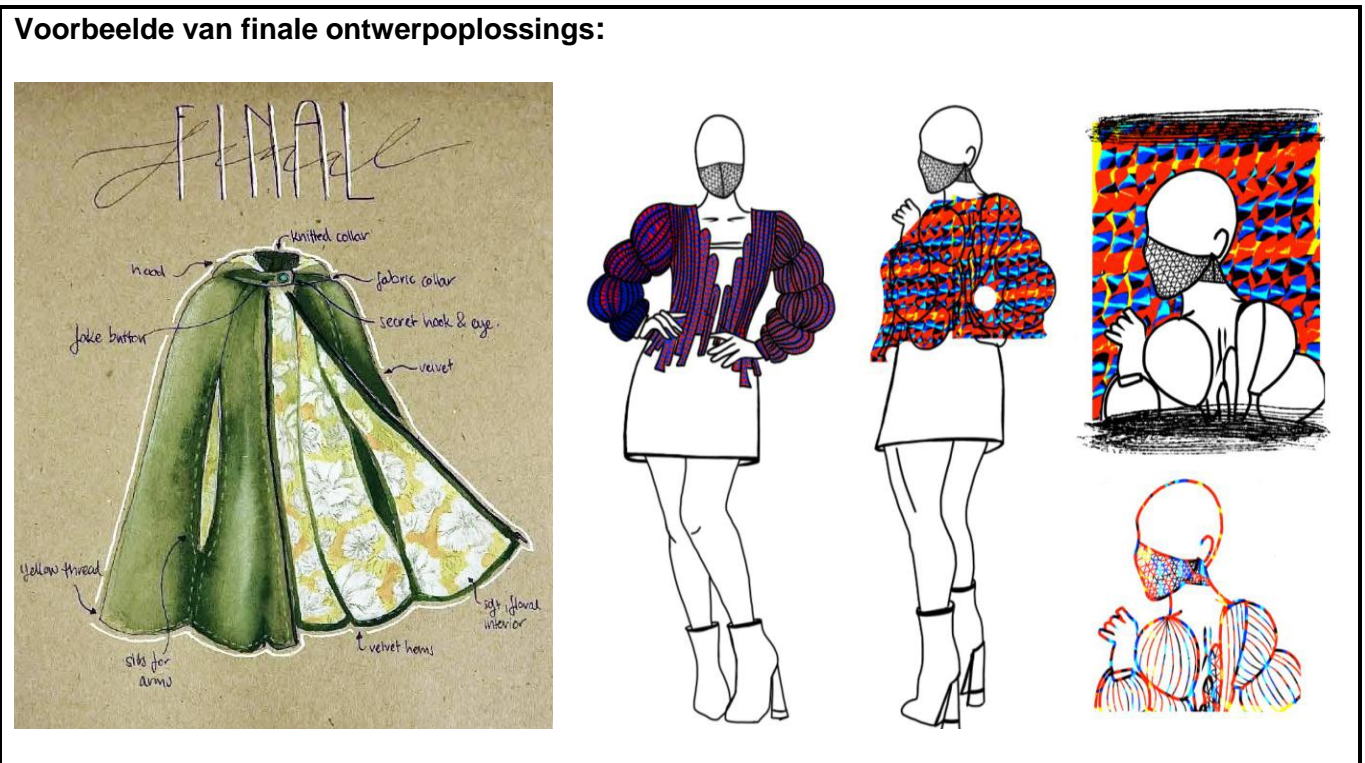 Voorbeelde van finale ontwerpoplossings:
FINAL
final
knitted collar
hood
fabric collar
secret hook & eye.
fake button
velvet
yellow thread
soft, floral
interior
velvet hems
slits for
arms